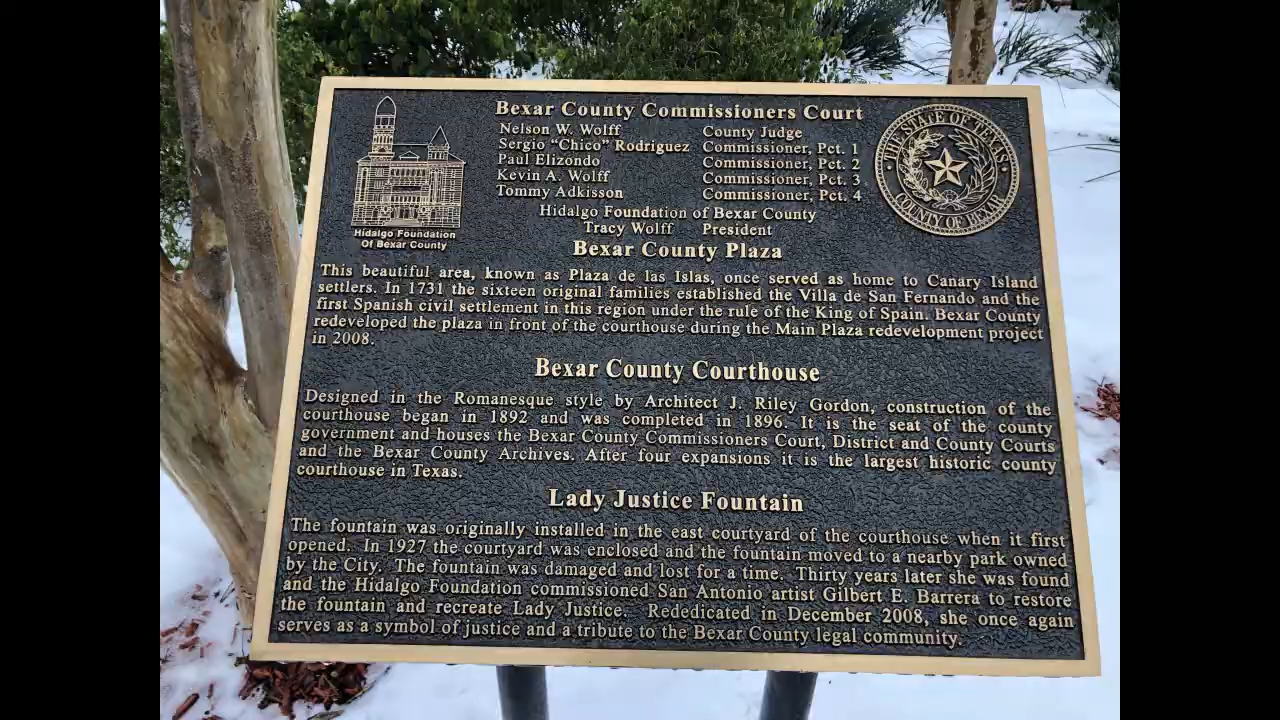 Bexar County Commissioners Court
Nelson W. Wolff County Judge
Sergio "Chico" Rodriguez Commissioner, Pct. 1
Paul Elizondo Commissioner, Pct. 2
Kevin A. Wolff Commissioner, Pct. 3
Tommy Adkisson Commissioner, Pct. 4
Hidalgo Foundation of Bexar County
Tracy Wolff President
Hidalgo Foundation
Of Bexar County
THE STATE OF TEXAS
COUNTY OF BEXAR
Bexar County Plaza
This beautiful area, known as Plaza de las Islas, once served as home to Canary Island
settlers. In 1731 the sixteen original families established the Villa de San Fernando and the
first Spanish civil settlement in this region under the rule of the King of Spain. Bexar County
redeveloped the plaza in front of the courthouse during the Main Plaza redevelopment project
in 2008.
Bexar County Courthouse
Designed in the Romanesque style by Architect J. Riley Gordon, construction of the
courthouse began in 1892 and was completed in 1896. It is the seat of the county
government and houses the Bexar County Commissioners Court, District and County Courts
and the Bexar County Archives. After four expansions it is the largest historic county
courthouse in Texas.
Lady Justice Fountain
The fountain was originally installed in the east courtyard of the courthouse when it first
opened. In 1927 the courtyard was enclosed and the fountain moved to a nearby park owned
by the City. The fountain was damaged and lost for a time. Thirty years later she was found
and the Hidalgo Foundation commissioned San Antonio artist Gilbert E. Barrera to restore
the fountain and recreate Lady Justice. Rededicated in December 2008, she once again
serves as a symbol of justice and a tribute to the Bexar County legal community.